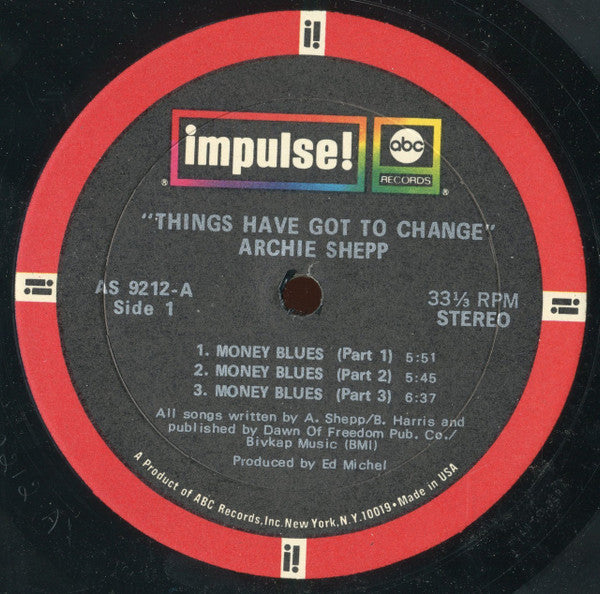 i!
impulse!
abc
RECORDS
®
®
"THINGS HAVE GOT TO CHANGE"
ARCHIE SHEPP
AS 9212-A
Side 1
33⅓ RPM
STEREO
i!
i!
1. MONEY BLUES (Part 1) 5:51
2. MONEY BLUES (Part 2) 5:45
3. MONEY BLUES (Part 3) 6:37
All songs written by A. Shepp/B. Harris and
published by Dawn Of Freedom Pub. Co./
Bivkap Music (BMI)
Produced by Ed Michel
A Product of ABC Records, Inc. New York, N.Y. 10019 • Made in USA
i!